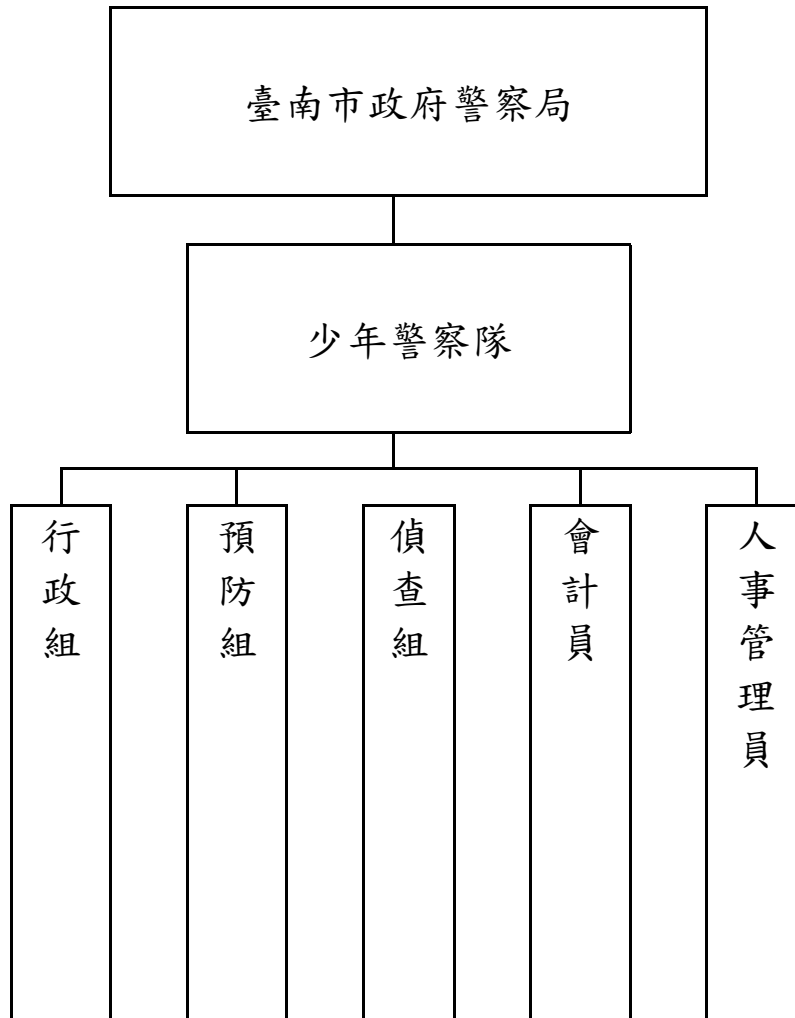 臺南市政府警察局
少年警察隊
行政組
預防組
偵查組
會計員
人事管理員